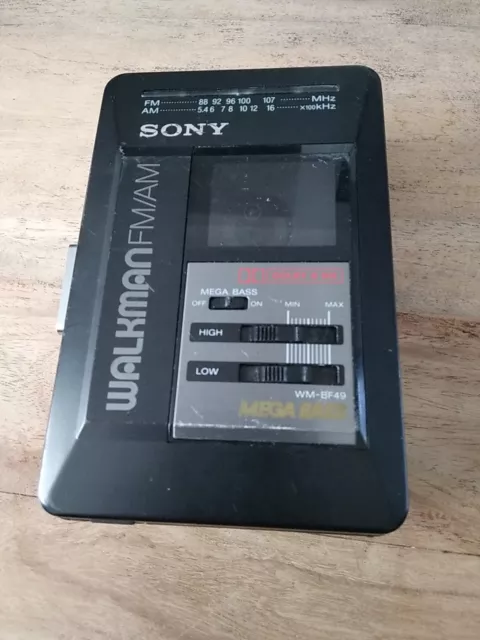 FM 88 92 96 100 107 MHz
AM 5.4 6 7 8 10 12 16 ×100kHz
SONY
WALKMAN FM/AM
MEGA BASS
OFF ON MIN MAX
HIGH
LOW
WM-BF49
MEGA BASS